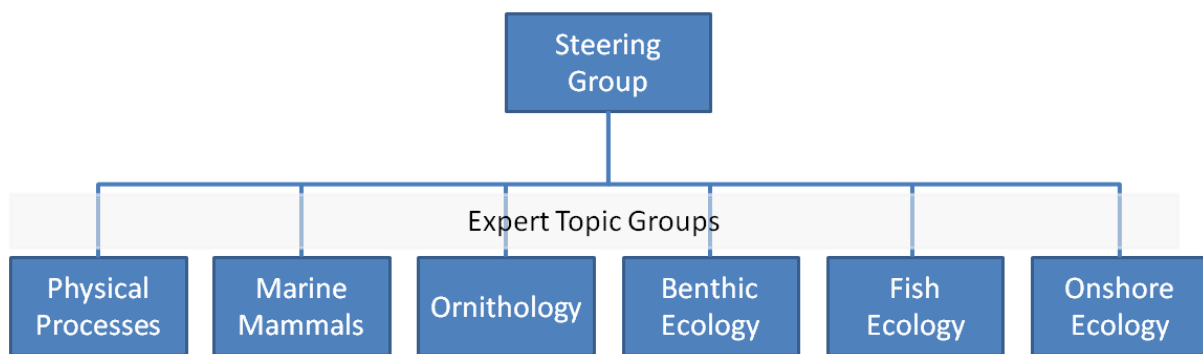 Steering
Group
Expert Topic Groups
Physical
Processes
Marine
Mammals
Ornithology
Benthic
Ecology
Fish
Ecology
Onshore
Ecology